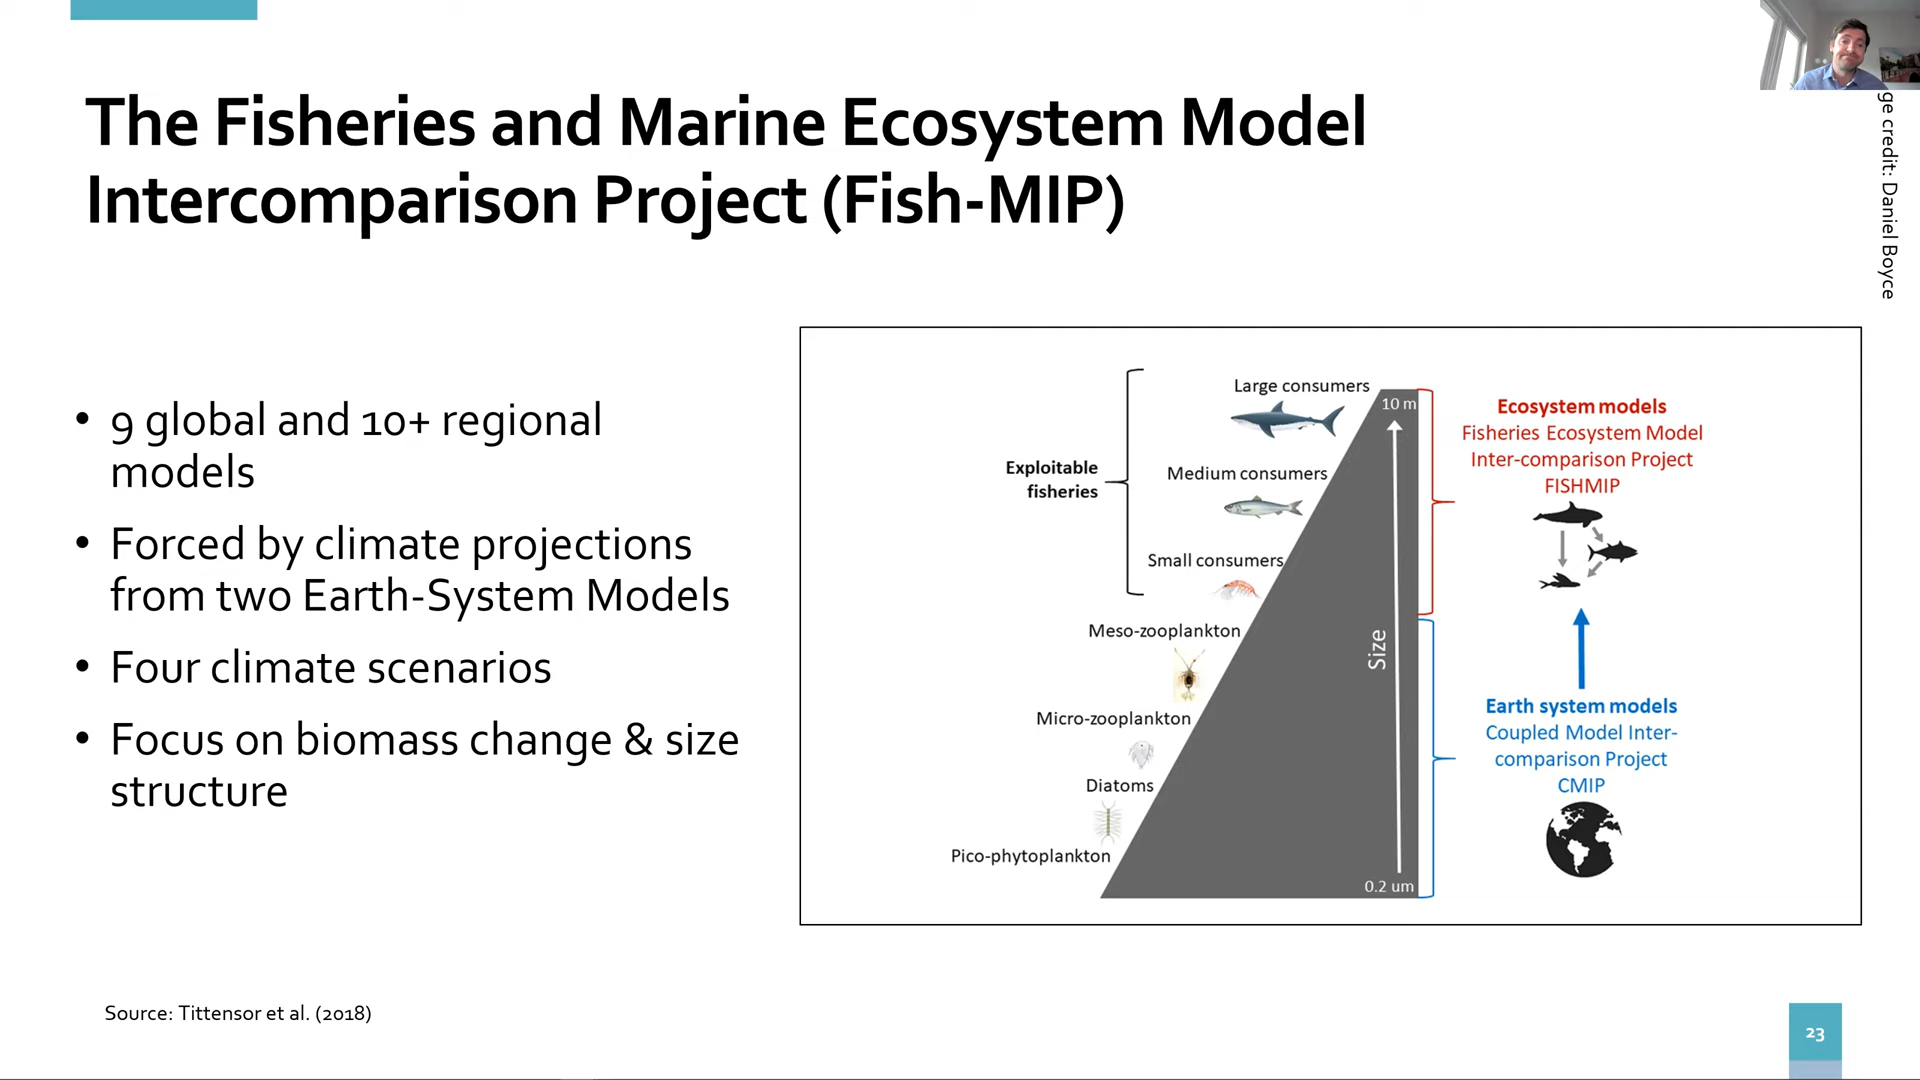 The Fisheries and Marine Ecosystem Model
Intercomparison Project (Fish-MIP)
ge credit: Daniel Boyce
• 9 global and 10+ regional
models
• Forced by climate projections
from two Earth-System Models
• Four climate scenarios
• Focus on biomass change & size
structure
Exploitable
fisheries
Large consumers
Medium consumers
Small consumers
Meso-zooplankton
Micro-zooplankton
Diatoms
Pico-phytoplankton
10 m
Size
0.2 um
Ecosystem models
Fisheries Ecosystem Model
Inter-comparison Project
FISHMIP
Earth system models
Coupled Model Inter-
comparison Project
CMIP
Source: Tittensor et al. (2018)
23